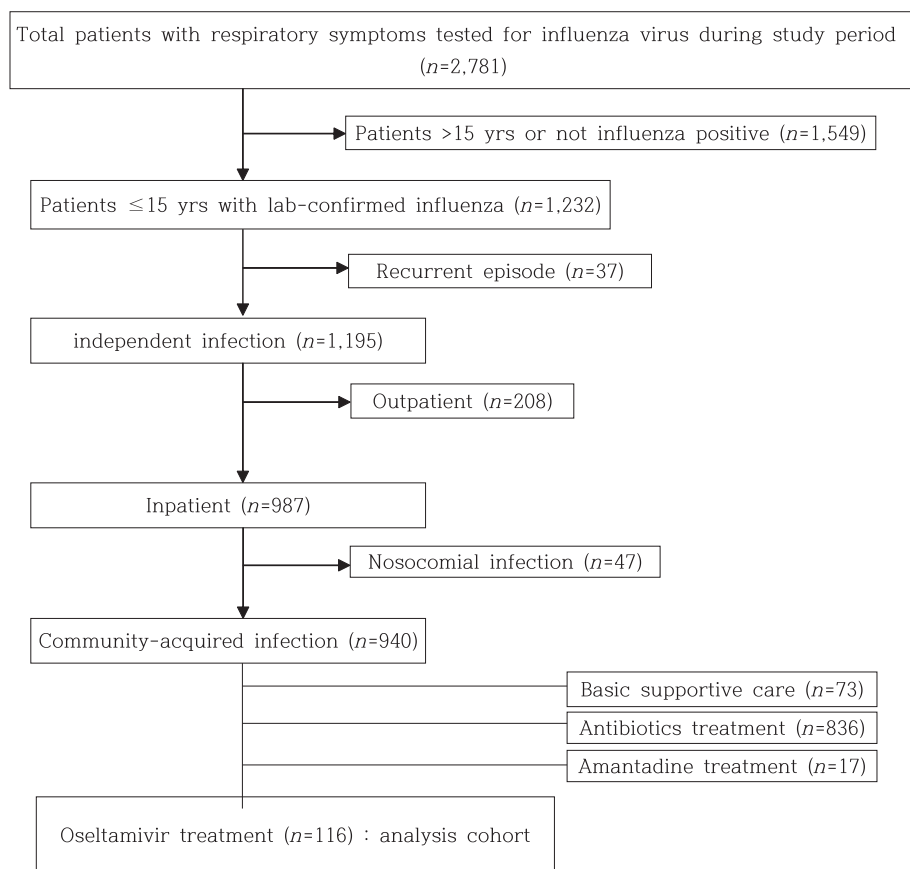 Total patients with respiratory symptoms tested for influenza virus during study period
(n=2,781)
Patients >15 yrs or not influenza positive (n=1,549)
Patients ≤15 yrs with lab-confirmed influenza (n=1,232)
Recurrent episode (n=37)
independent infection (n=1,195)
Outpatient (n=208)
Inpatient (n=987)
Nosocomial infection (n=47)
Community-acquired infection (n=940)
Basic supportive care (n=73)
Antibiotics treatment (n=836)
Amantadine treatment (n=17)
Oseltamivir treatment (n=116) : analysis cohort